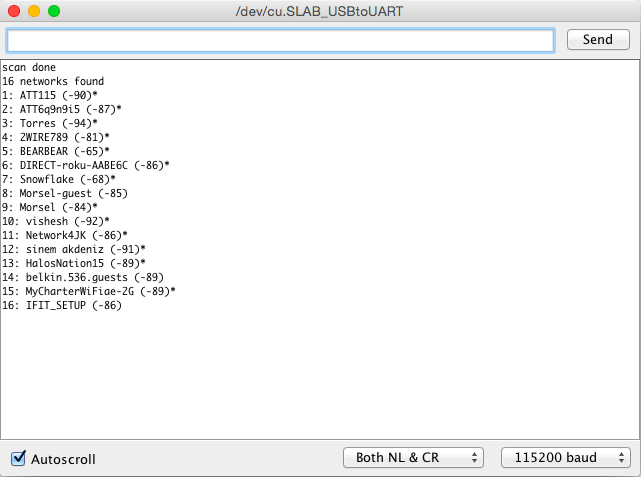 /dev/cu.SLAB_USBtoUART
Send
scan done
16 networks found
1: ATT115 (-90)*
2: ATT6q9n9i5 (-87)*
3: Torres (-94)*
4: 2WIRE789 (-81)*
5: BEARBEAR (-65)*
6: DIRECT-roku-AABE6C (-86)*
7: Snowflake (-68)*
8: Morsel-guest (-85)
9: Morsel (-84)*
10: vishesh (-92)*
11: Network4JK (-86)*
12: sinem akdeniz (-91)*
13: HalosNation15 (-89)*
14: belkin.536.guests (-89)
15: MyCharterWiFiae-2G (-89)*
16: IFIT_SETUP (-86)
Autoscroll
Both NL & CR
115200 baud